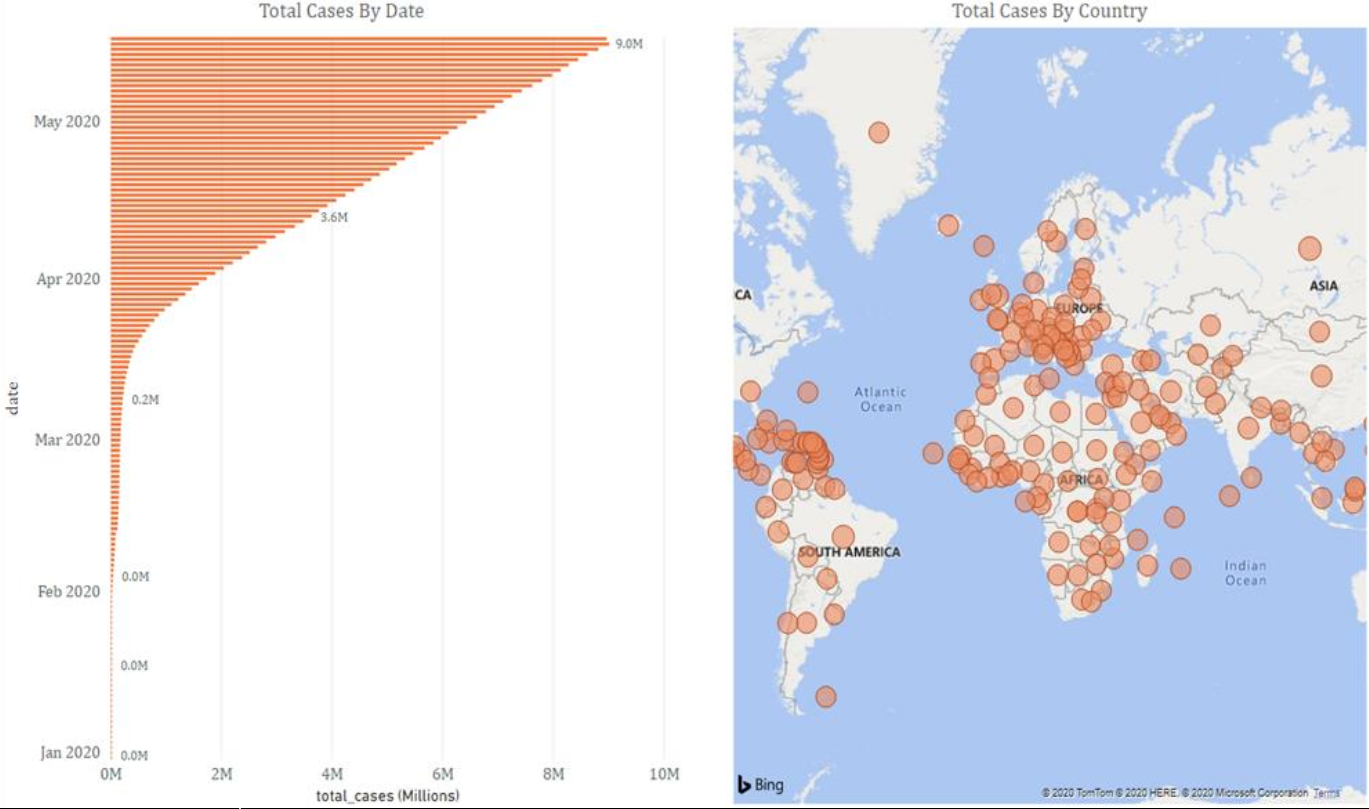 Total Cases By Date
9.0M
May 2020
3.6M
Apr 2020
date
0.2M
Mar 2020
0.0M
Feb 2020
0.0M
Jan 2020
0.0M
0M 2M 4M 6M 8M 10M
total_cases (Millions)
Total Cases By Country
CA
ASIA
EUROPE
Atlantic
Ocean
AFRICA
SOUTH AMERICA
Indian
Ocean
Bing
© 2020 TomTom © 2020 HERE, © 2020 Microsoft Corporation Terms